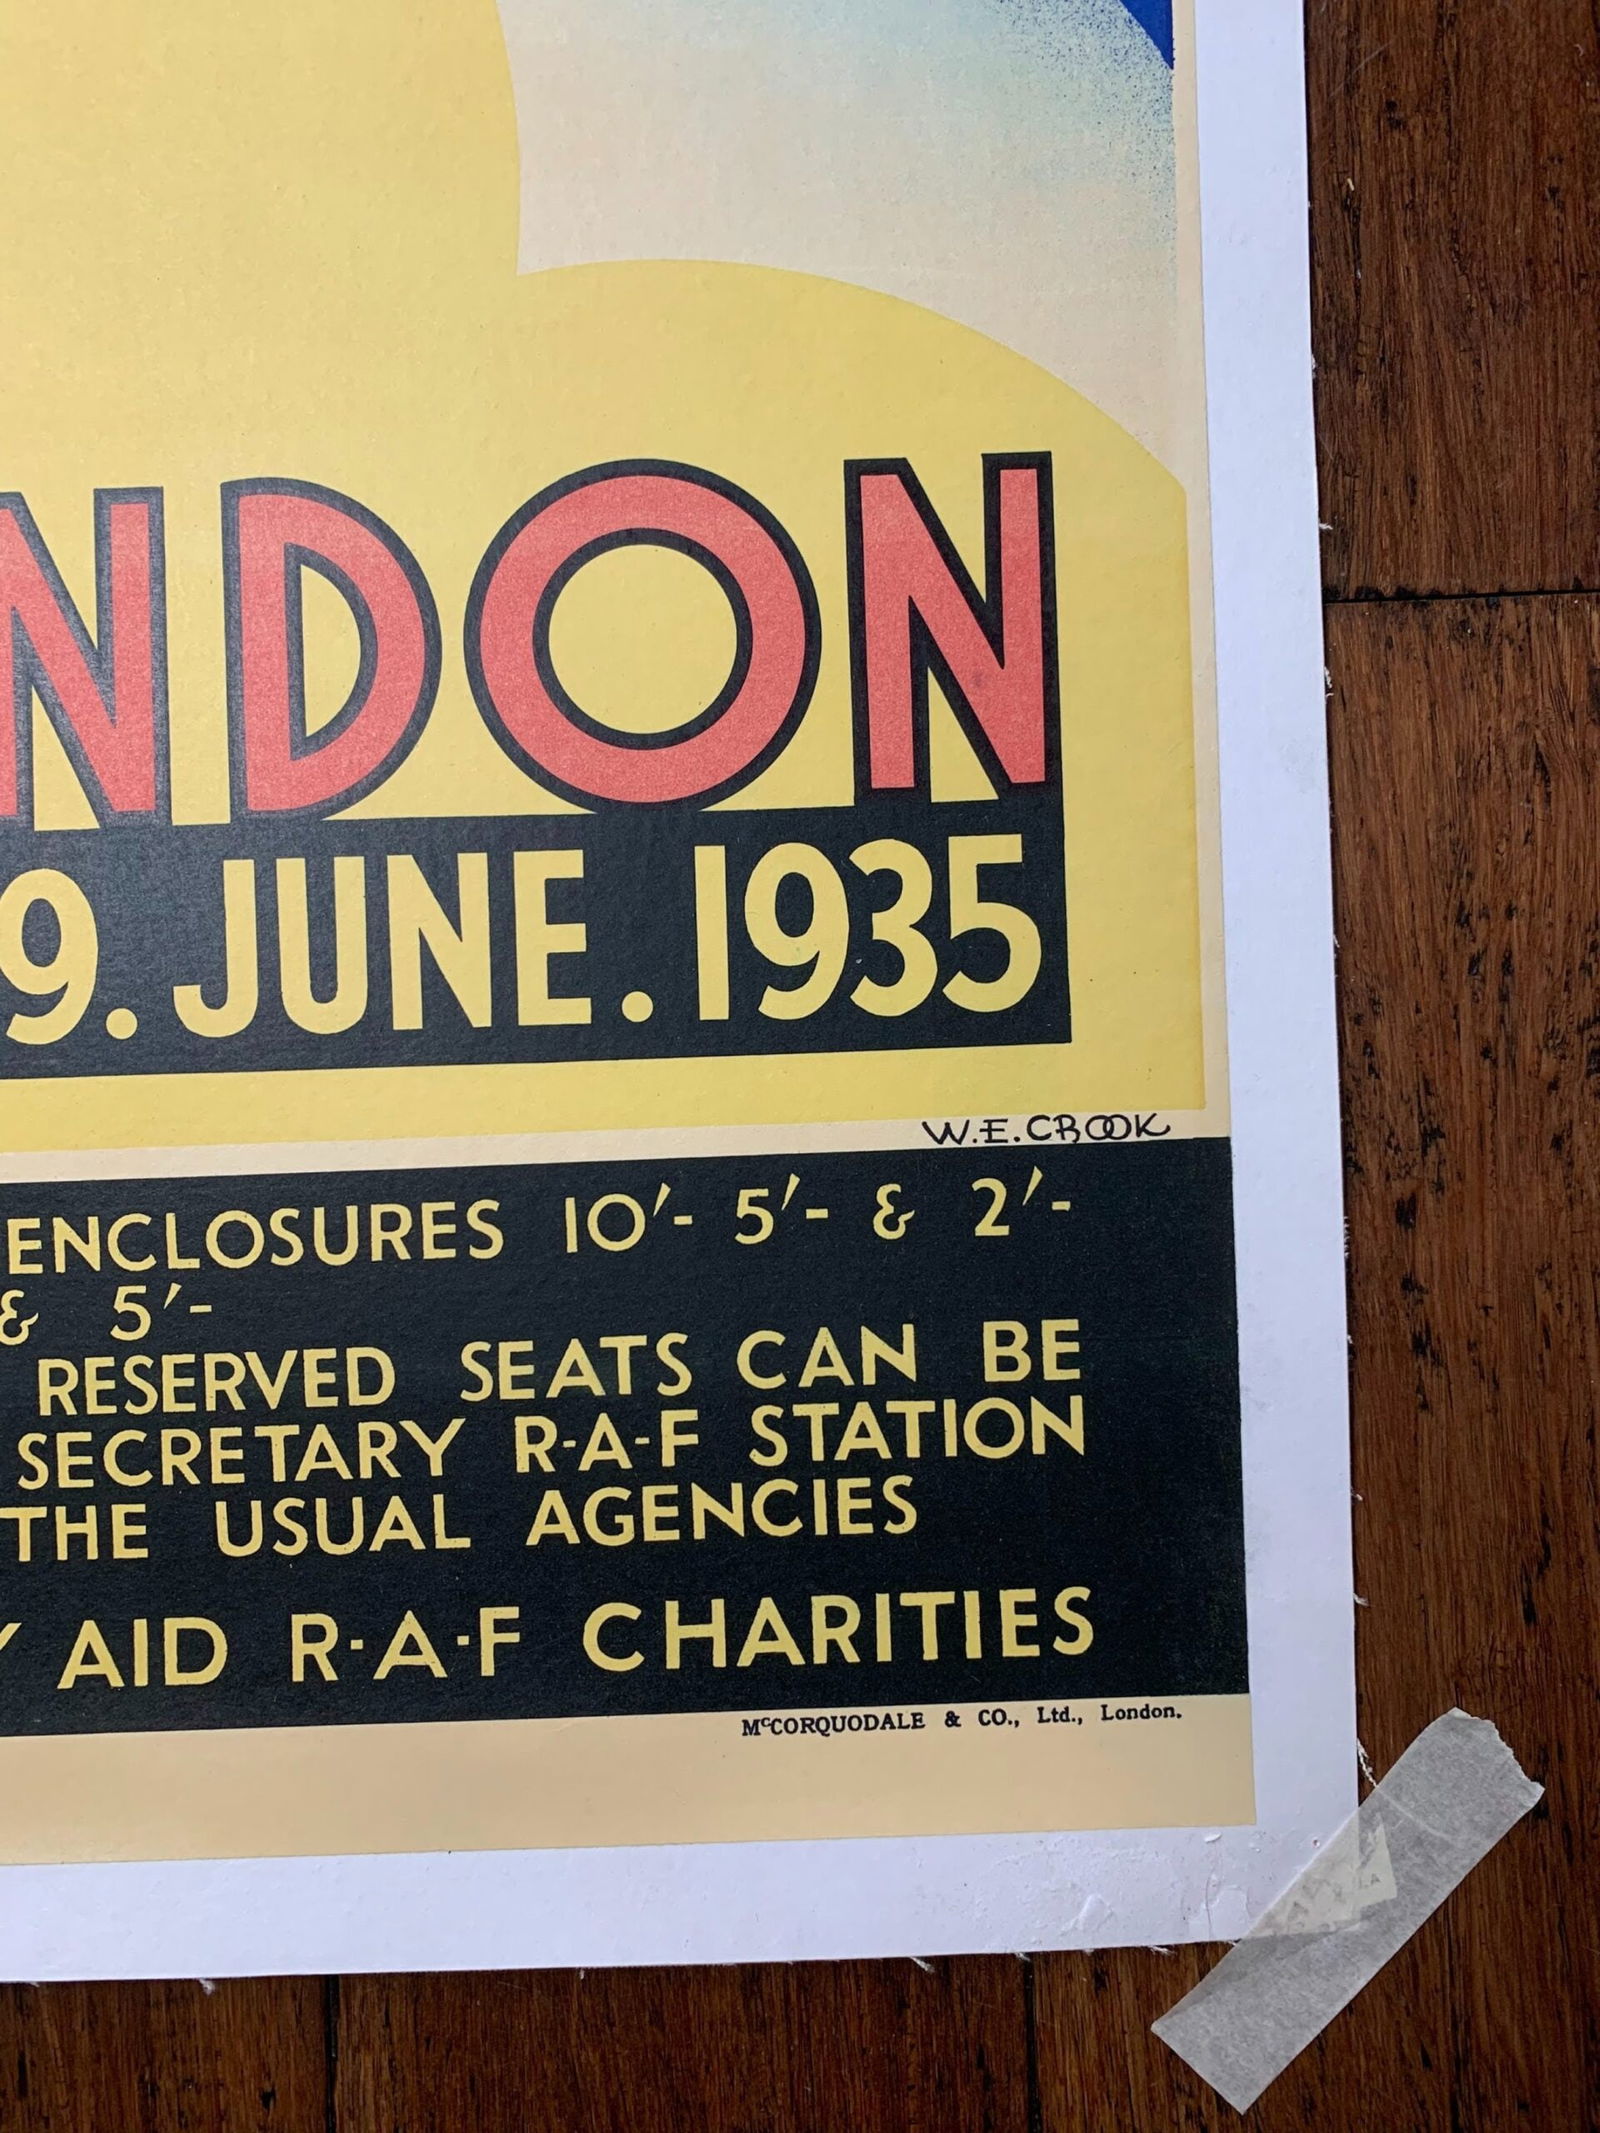 NDON
9. JUNE. 1935
W.E. CROOK
ENCLOSURES 10/- 5/- & 2/-
& 5/-
RESERVED SEATS CAN BE
SECRETARY R-A-F STATION
THE USUAL AGENCIES
Y AID R·A·F CHARITIES
McCORQUODALE & CO., Ltd., London.